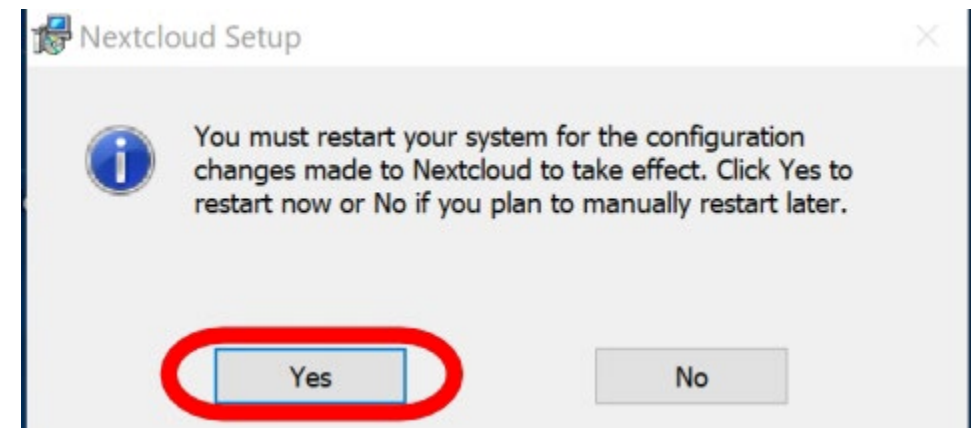 Nextcloud Setup
You must restart your system for the configuration
changes made to Nextcloud to take effect. Click Yes to
restart now or No if you plan to manually restart later.
Yes
No